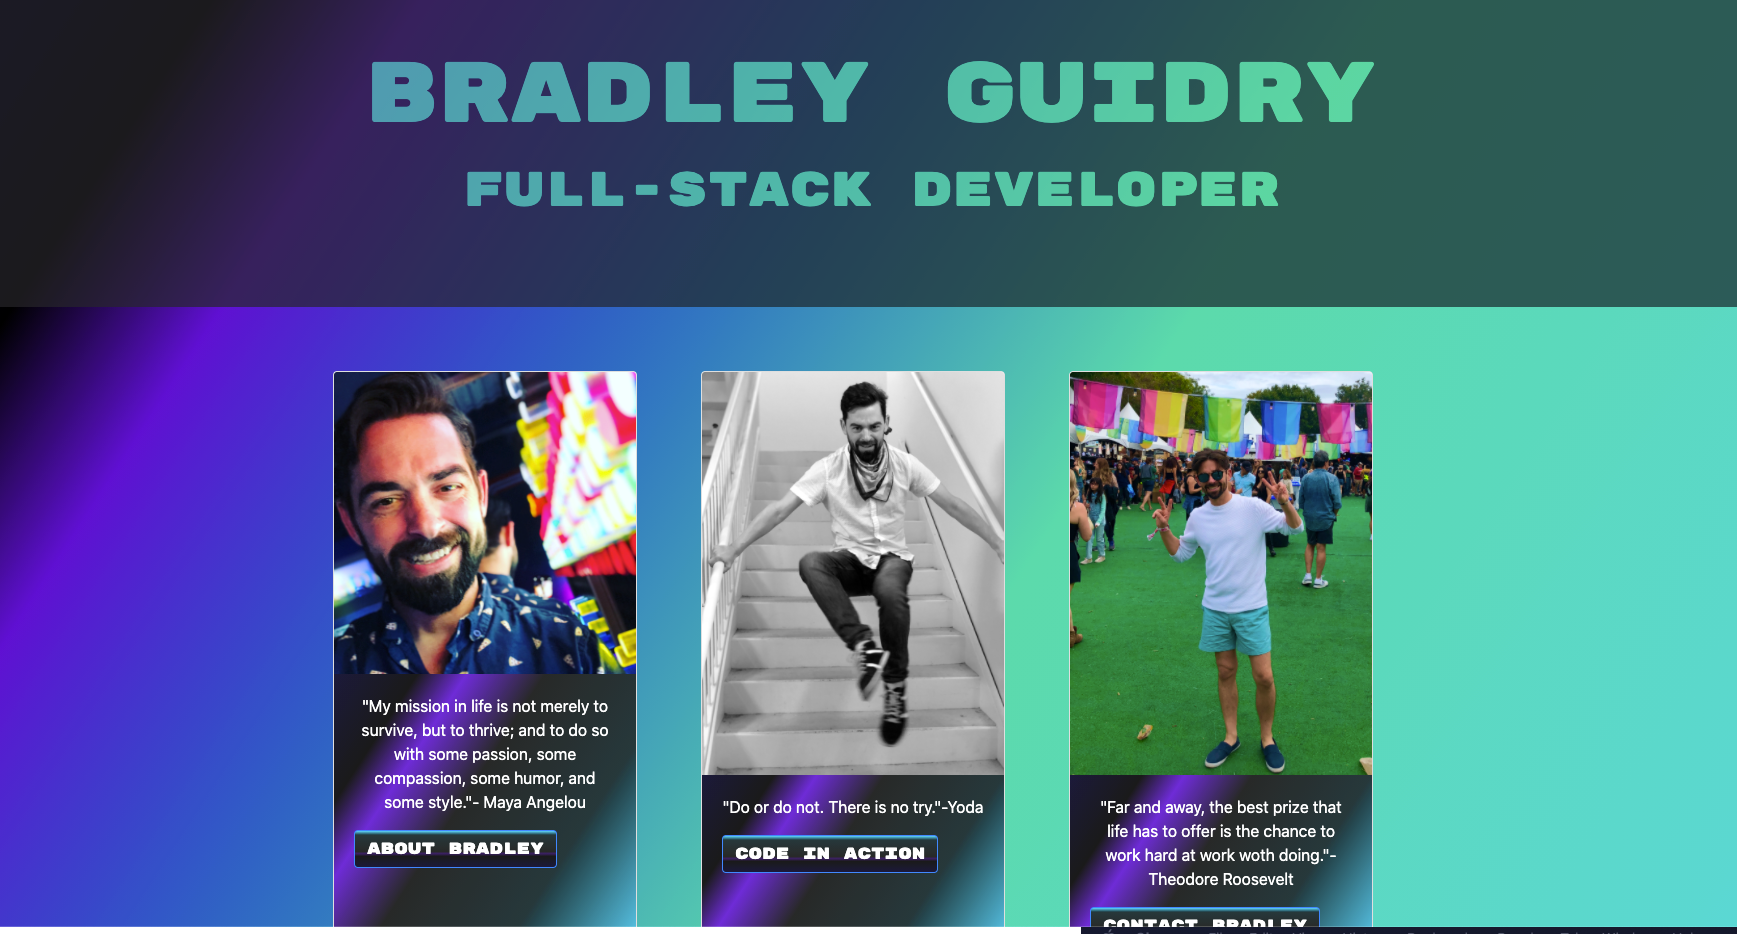 BRADLEY GUIDRY
FULL-STACK DEVELOPER
"My mission in life is not merely to
survive, but to thrive; and to do so
with some passion, some
compassion, some humor, and
some style."- Maya Angelou
ABOUT BRADLEY
"Do or do not. There is no try."-Yoda
CODE IN ACTION
"Far and away, the best prize that
life has to offer is the chance to
work hard at work woth doing."-
Theodore Roosevelt
CONTACT BRADLEY